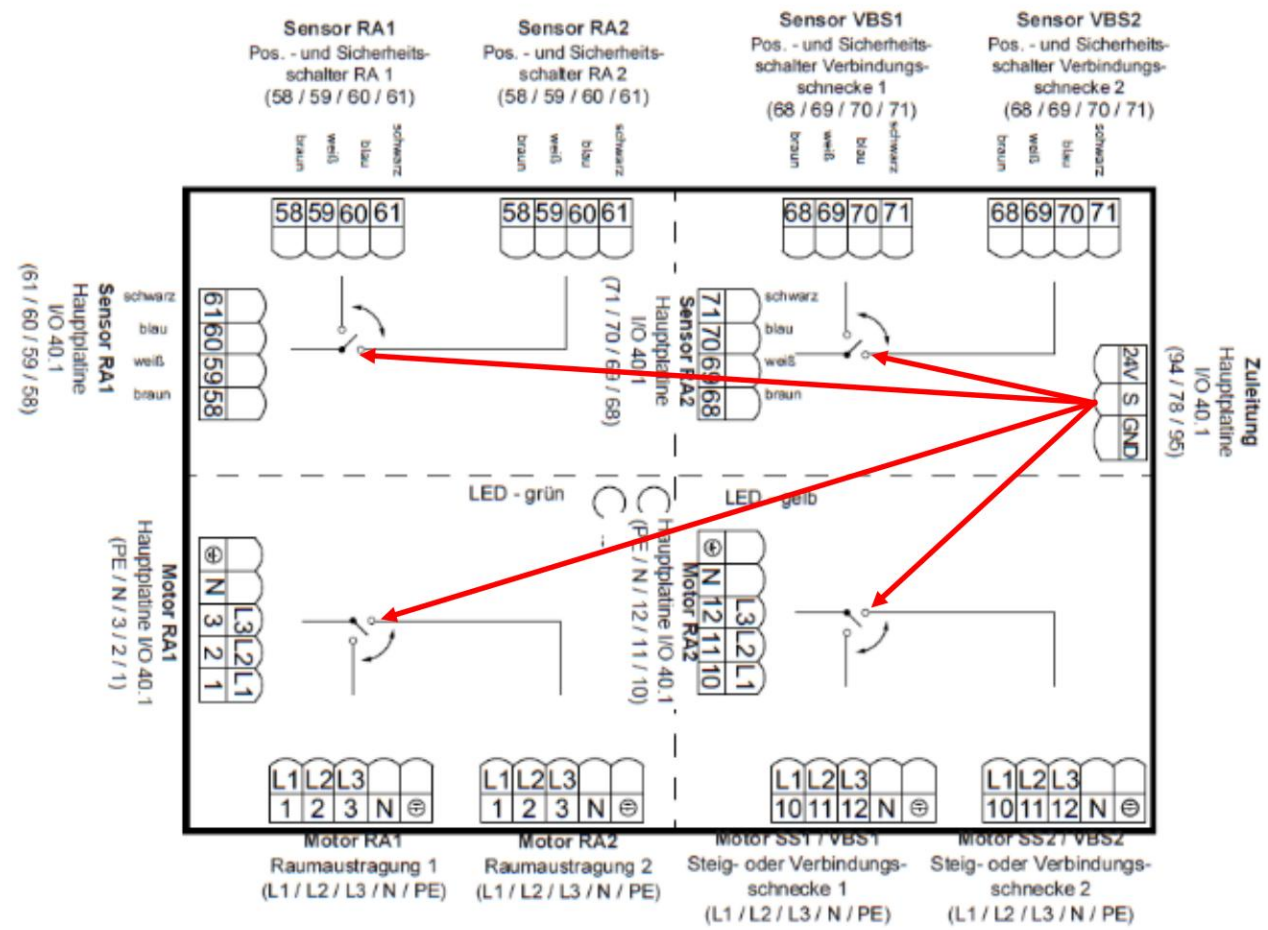 Sensor RA1
Pos. - und Sicherheits-
schalter RA 1
(58 / 59 / 60 / 61)
braun
weiß
blau
schwarz
Sensor RA2
Pos. - und Sicherheits-
schalter RA 2
(58 / 59 / 60 / 61)
braun
weiß
blau
schwarz
Sensor VBS1
Pos. - und Sicherheits-
schalter Verbindungs-
schnecke 1
(68 / 69 / 70 / 71)
braun
weiß
blau
schwarz
Sensor VBS2
Pos. - und Sicherheits-
schalter Verbindungs-
schnecke 2
(68 / 69 / 70 / 71)
braun
weiß
blau
schwarz
58 59 60 61
58 59 60 61
68 69 70 71
68 69 70 71
Sensor RA1
Hauptplatine
I/O 40.1
(61 / 60 / 59 / 58)
schwarz
blau
weiß
braun
61 60 59 58
Sensor RA2
Hauptplatine
I/O 40.1
(71 / 70 / 69 / 68)
71 70 69 68
schwarz
blau
weiß
braun
24V S GND
Zuleitung
Hauptplatine
I/O 40.1
(94 / 78 / 95)
LED - grün
LED - gelb
Motor RA1
Hauptplatine I/O 40.1
(PE / N / 3 / 2 / 1)
N 3 2 1
L3 L2 L1
Motor RA2
Hauptplatine I/O 40.1
(PE / N / 12 / 11 / 10)
N 12 11 10
L3 L2 L1
L1 L2 L3
1 2 3 N
L1 L2 L3
1 2 3 N
L1 L2 L3
10 11 12 N
L1 L2 L3
10 11 12 N
Motor RA1
Raumaustragung 1
(L1 / L2 / L3 / N / PE)
Motor RA2
Raumaustragung 2
(L1 / L2 / L3 / N / PE)
Motor SS1 / VBS1
Steig- oder Verbindungs-
schnecke 1
(L1 / L2 / L3 / N / PE)
Motor SS2 / VBS2
Steig- oder Verbindungs-
schnecke 2
(L1 / L2 / L3 / N / PE)